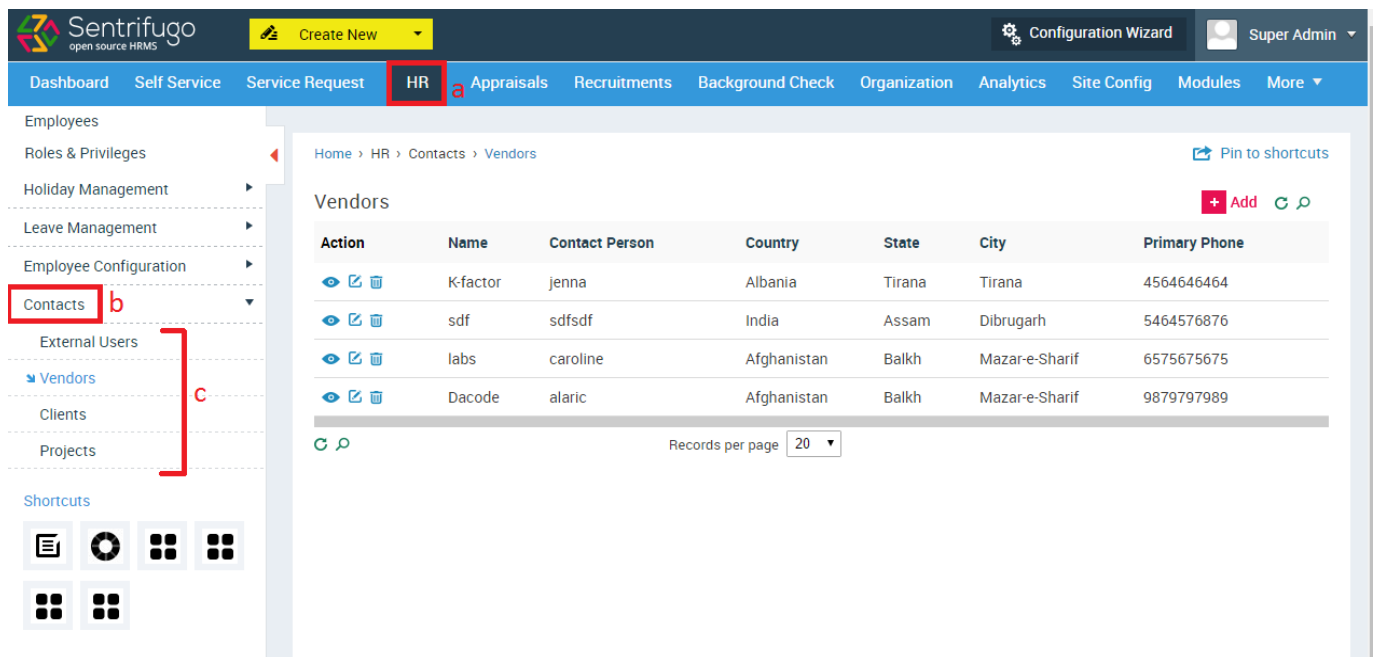 Sentrifugo
open source HRMS
Create New
Configuration Wizard
Super Admin
Dashboard Self Service Service Request HR a Appraisals Recruitments Background Check Organization Analytics Site Config Modules More
Employees
Roles & Privileges
Holiday Management
Leave Management
Employee Configuration
Contacts b
External Users
Vendors
Clients
Projects
c
Shortcuts
Home › HR › Contacts › Vendors
Pin to shortcuts
Vendors
+ Add
Action Name Contact Person Country State City Primary Phone
K-factor jenna Albania Tirana Tirana 4564646464
sdf sdfsdf India Assam Dibrugarh 5464576876
labs caroline Afghanistan Balkh Mazar-e-Sharif 6575675675
Dacode alaric Afghanistan Balkh Mazar-e-Sharif 9879797989
Records per page 20